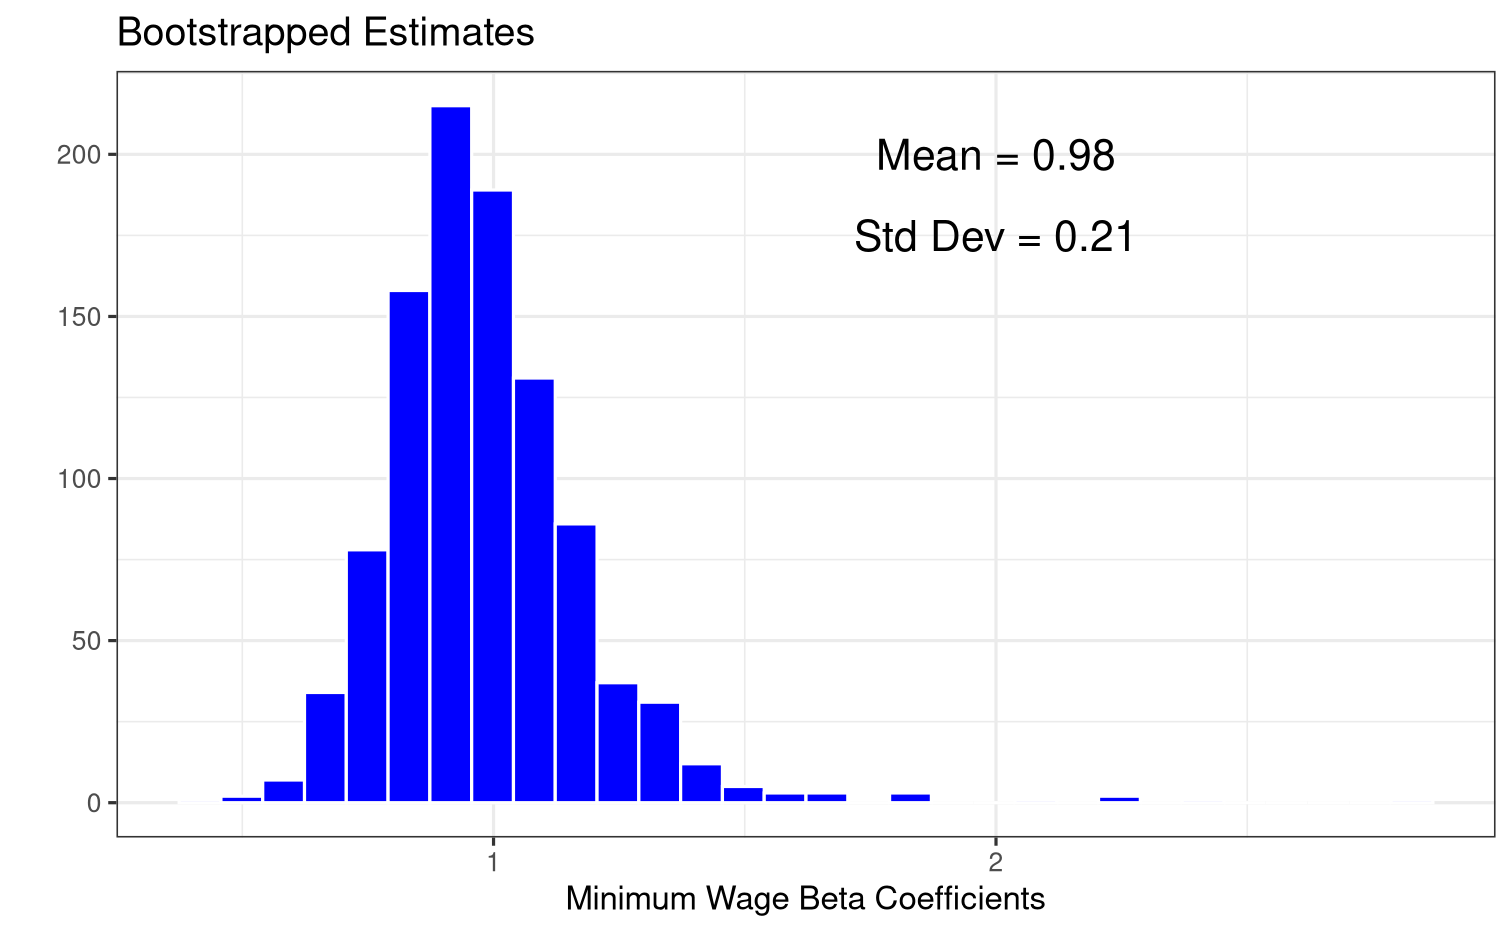 Bootstrapped Estimates
Mean = 0.98
Std Dev = 0.21
200
150
100
50
0
1 2
Minimum Wage Beta Coefficients